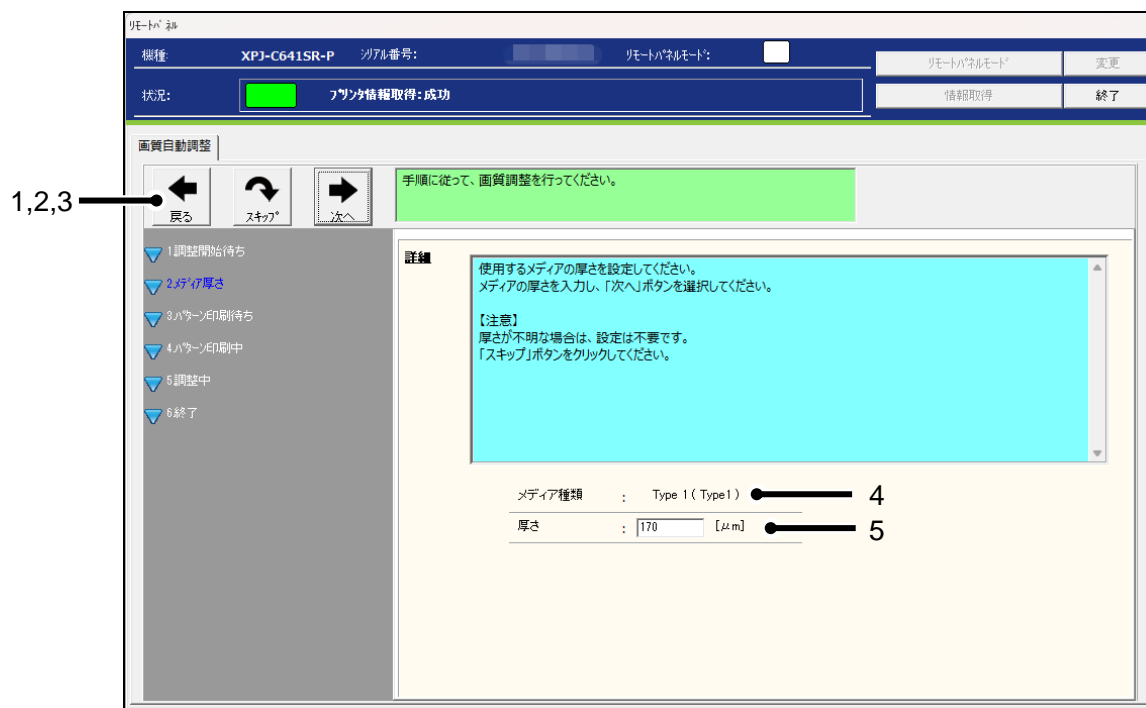 ﾘﾓｰﾄﾊﾟﾈﾙ
機種: XPJ-C641SR-P ｼﾘｱﾙ番号: ﾘﾓｰﾄﾊﾟﾈﾙﾓｰﾄﾞ:
ﾘﾓｰﾄﾊﾟﾈﾙﾓｰﾄﾞ 変更
状況: ﾌﾟﾘﾝﾀ情報取得:成功
情報取得 終了
画質自動調整
1,2,3
戻る ｽｷｯﾌﾟ 次へ
手順に従って、画質調整を行ってください。
1調整開始待ち
2ﾒﾃﾞｨｱ厚さ
3ﾊﾟﾀｰﾝ印刷待ち
4ﾊﾟﾀｰﾝ印刷中
5調整中
6終了
詳細
使用するメディアの厚さを設定してください。
メディアの厚さを入力し、「次へ」ボタンを選択してください。
【注意】
厚さが不明な場合は、設定は不要です。
「スキップ」ボタンをクリックしてください。
メディア種類 : Type 1 ( Type1 ) 4
厚さ : 170 [μm] 5